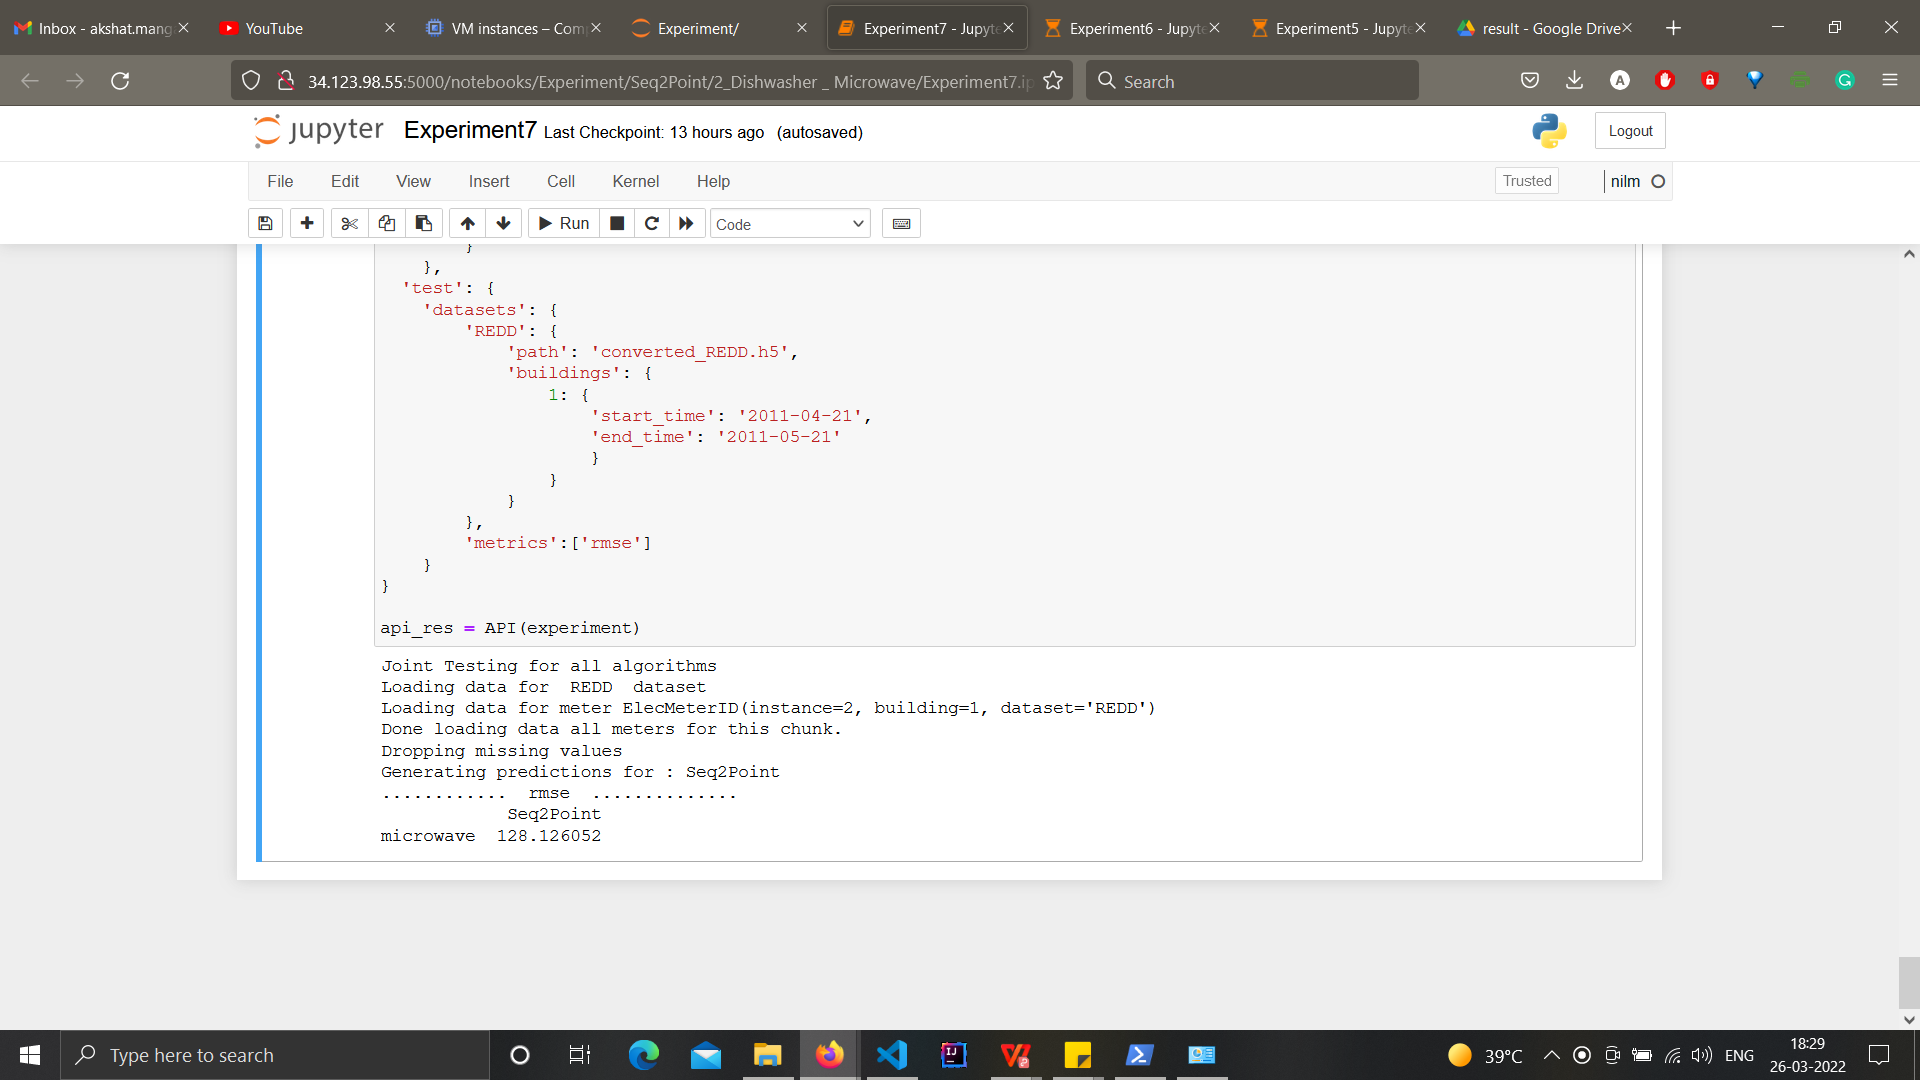 Inbox - akshat.mang
YouTube
VM instances – Comp
Experiment/
Experiment7 - Jupyte
Experiment6 - Jupyte
Experiment5 - Jupyte
result - Google Drive
34.123.98.55:5000/notebooks/Experiment/Seq2Point/2_Dishwasher _ Microwave/Experiment7.ip
Search
jupyter Experiment7 Last Checkpoint: 13 hours ago (autosaved)
Logout
File Edit View Insert Cell Kernel Help
Trusted
nilm
Run
Code
}
},
'test': {
'datasets': {
'REDD': {
'path': 'converted_REDD.h5',
'buildings': {
1: {
'start_time': '2011-04-21',
'end_time': '2011-05-21'
}
}
}
},
'metrics':['rmse']
}
}
api_res = API(experiment)
Joint Testing for all algorithms
Loading data for  REDD  dataset
Loading data for meter ElecMeterID(instance=2, building=1, dataset='REDD')
Done loading data all meters for this chunk.
Dropping missing values
Generating predictions for : Seq2Point
............  rmse  ..............
Seq2Point
microwave  128.126052
Type here to search
39°C
ENG
18:29
26-03-2022